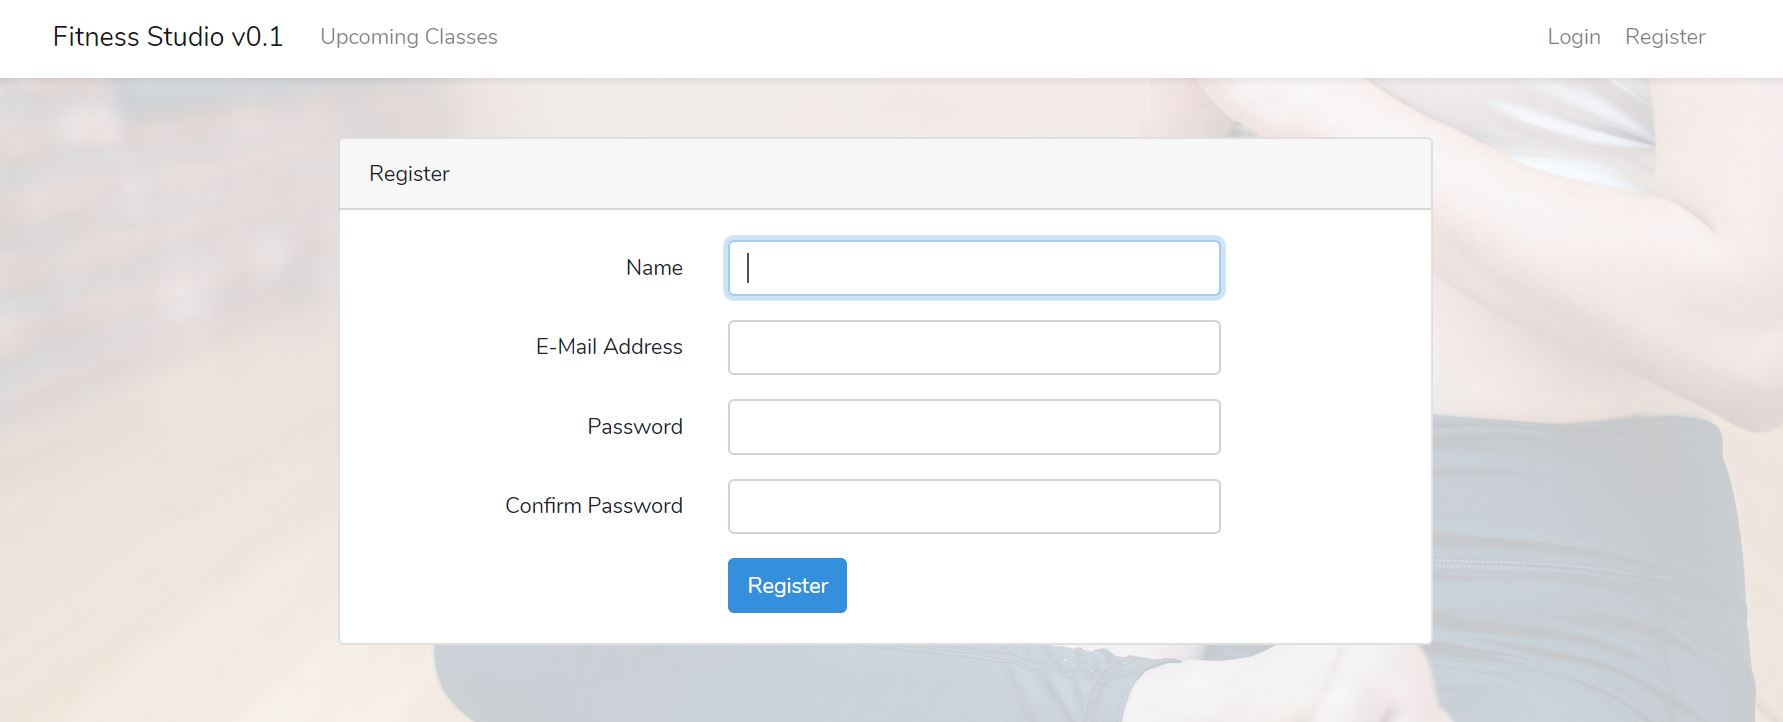 Fitness Studio v0.1 Upcoming Classes Login Register
Register
Name
E-Mail Address
Password
Confirm Password
Register